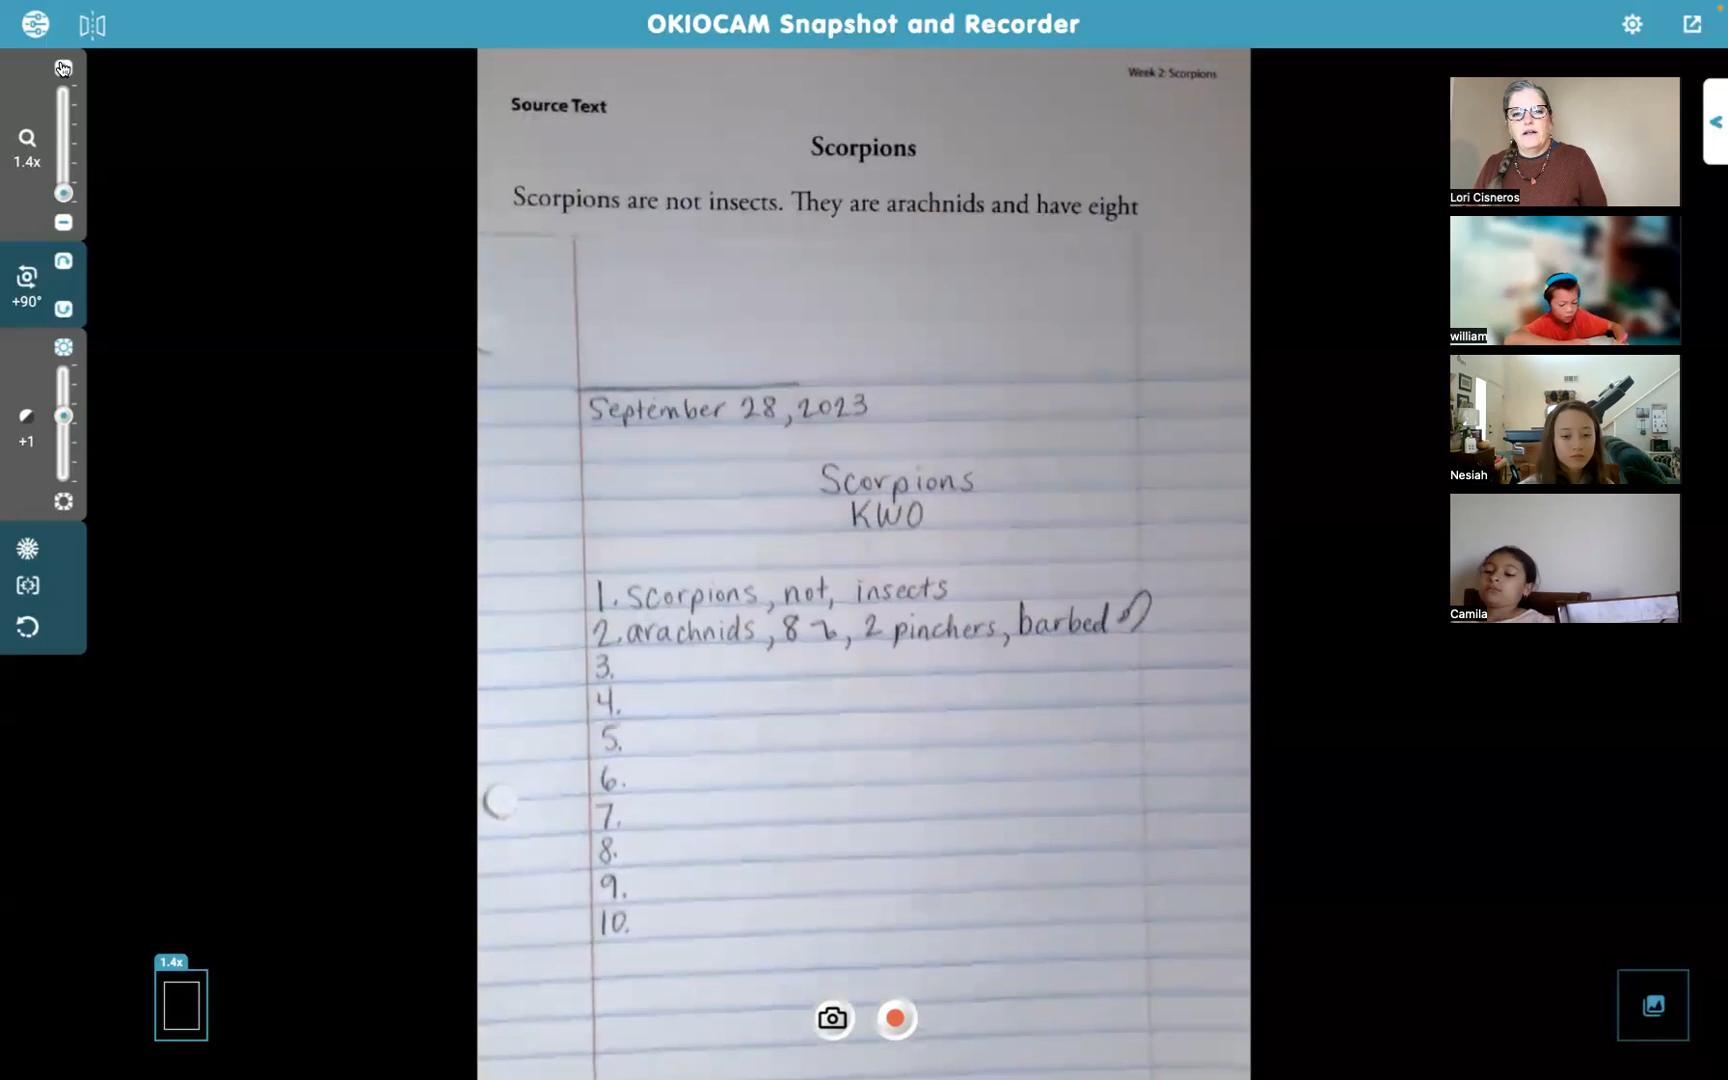 OKIOCAM Snapshot and Recorder
Week 2: Scorpions
Source Text
Scorpions
Scorpions are not insects. They are arachnids and have eight
September 28, 2023
Scorpions
KWO
1. scorpions, not, insects
2. arachnids, 8 , 2 pinchers, barbed
3.
4.
5.
6.
7.
8.
9.
10.
1.4x
+90°
+1
1.4x
Lori Cisneros
william
Nesiah
Camila